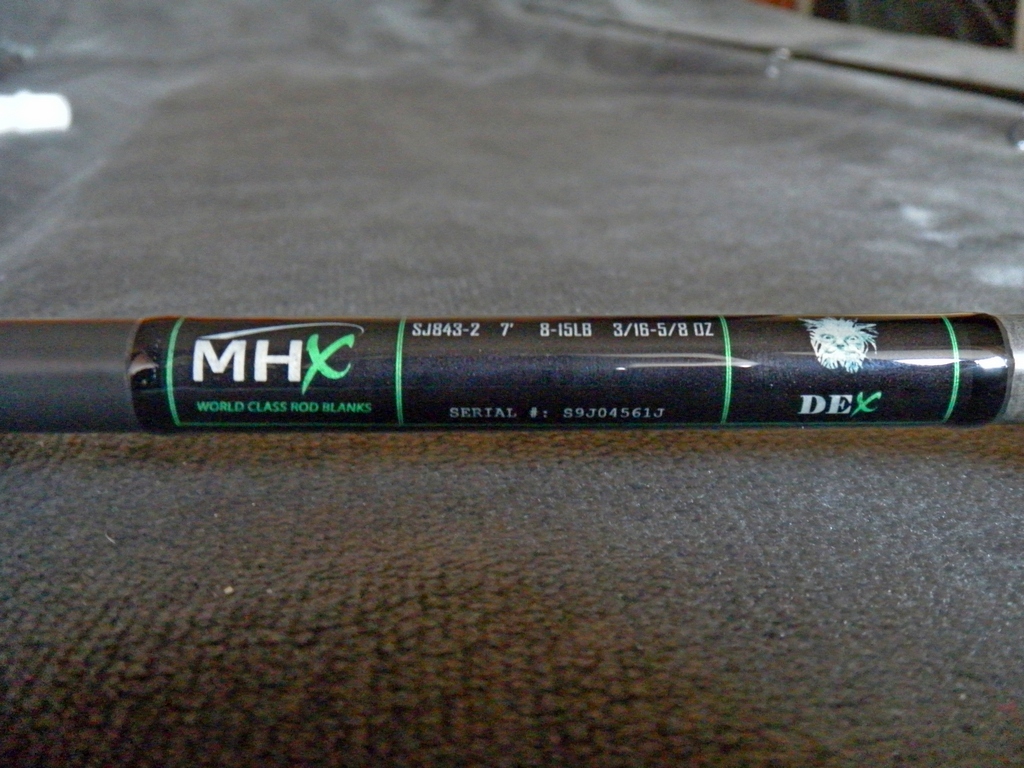 MHX
WORLD CLASS ROD BLANKS
SJ843-2 7' 8-15LB 3/16-5/8 OZ
SERIAL #: S9J04561J
DEX